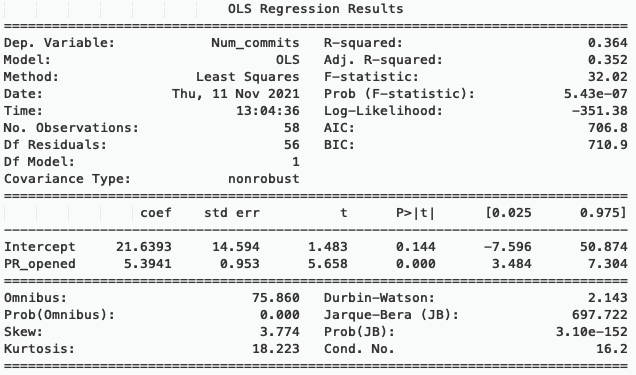 OLS Regression Results
==============================================================================
Dep. Variable: Num_commits R-squared: 0.364
Model: OLS Adj. R-squared: 0.352
Method: Least Squares F-statistic: 32.02
Date: Thu, 11 Nov 2021 Prob (F-statistic): 5.43e-07
Time: 13:04:36 Log-Likelihood: -351.38
No. Observations: 58 AIC: 706.8
Df Residuals: 56 BIC: 710.9
Df Model: 1
Covariance Type: nonrobust
==============================================================================
coef std err t P>|t| [0.025 0.975]
------------------------------------------------------------------------------
Intercept 21.6393 14.594 1.483 0.144 -7.596 50.874
PR_opened 5.3941 0.953 5.658 0.000 3.484 7.304
==============================================================================
Omnibus: 75.860 Durbin-Watson: 2.143
Prob(Omnibus): 0.000 Jarque-Bera (JB): 697.722
Skew: 3.774 Prob(JB): 3.10e-152
Kurtosis: 18.223 Cond. No. 16.2
==============================================================================